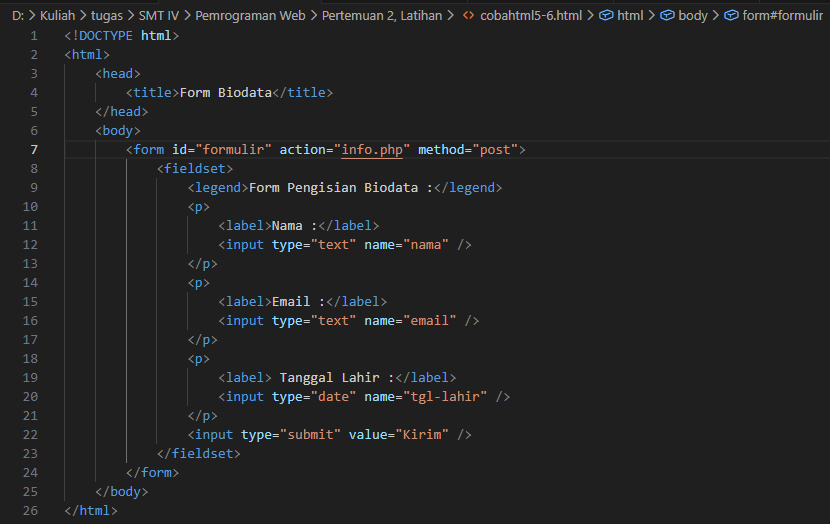 D: > Kuliah > tugas > SMT IV > Pemrograman Web > Pertemuan 2, Latihan > <> cobahtml5-6.html > html > body > form#formulir
1 <!DOCTYPE html>
2 <html>
3 <head>
4 <title>Form Biodata</title>
5 </head>
6 <body>
7 <form id="formulir" action="info.php" method="post">
8 <fieldset>
9 <legend>Form Pengisian Biodata :</legend>
10 <p>
11 <label>Nama :</label>
12 <input type="text" name="nama" />
13 </p>
14 <p>
15 <label>Email :</label>
16 <input type="text" name="email" />
17 </p>
18 <p>
19 <label> Tanggal Lahir :</label>
20 <input type="date" name="tgl-lahir" />
21 </p>
22 <input type="submit" value="Kirim" />
23 </fieldset>
24 </form>
25 </body>
26 </html>